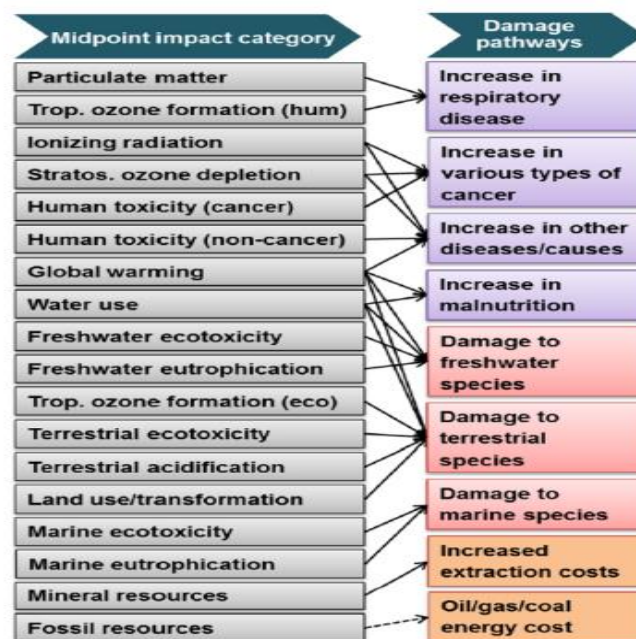 Midpoint impact category
Particulate matter
Trop. ozone formation (hum)
Ionizing radiation
Stratos. ozone depletion
Human toxicity (cancer)
Human toxicity (non-cancer)
Global warming
Water use
Freshwater ecotoxicity
Freshwater eutrophication
Trop. ozone formation (eco)
Terrestrial ecotoxicity
Terrestrial acidification
Land use/transformation
Marine ecotoxicity
Marine eutrophication
Mineral resources
Fossil resources
Damage
pathways
Increase in
respiratory
disease
Increase in
various types of
cancer
Increase in other
diseases/causes
Increase in
malnutrition
Damage to
freshwater
species
Damage to
terrestrial
species
Damage to
marine species
Increased
extraction costs
Oil/gas/coal
energy cost